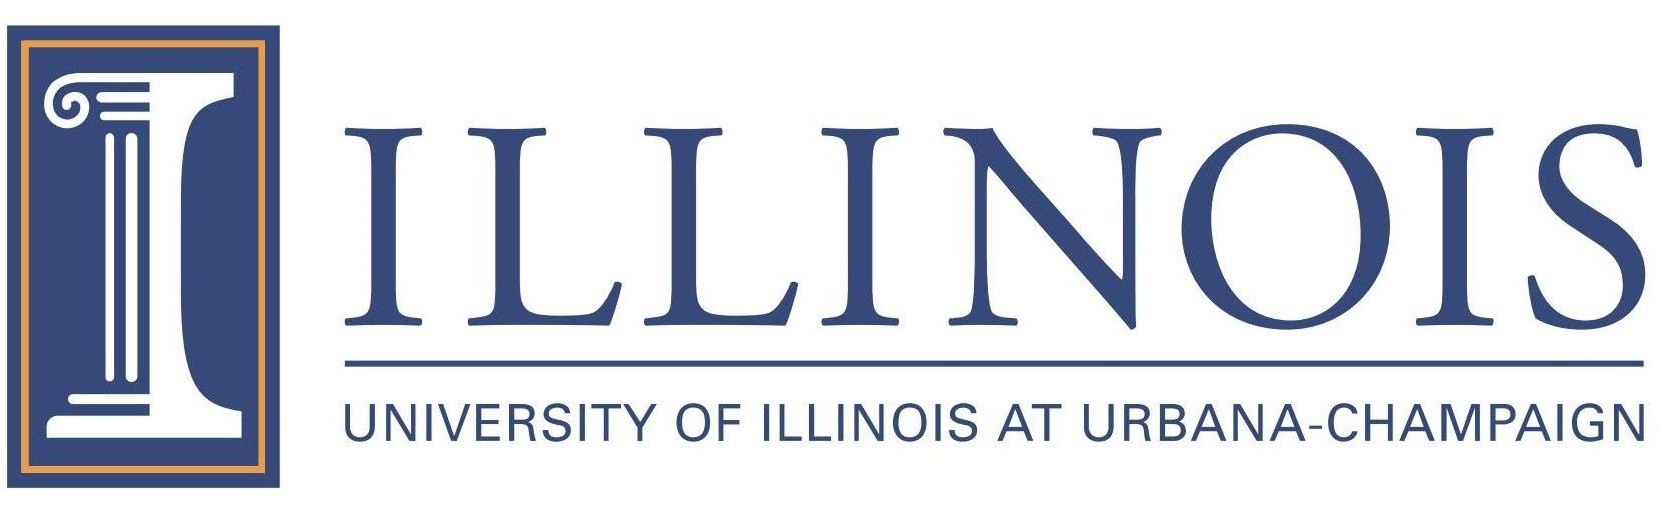 I
ILLINOIS
UNIVERSITY OF ILLINOIS AT URBANA-CHAMPAIGN